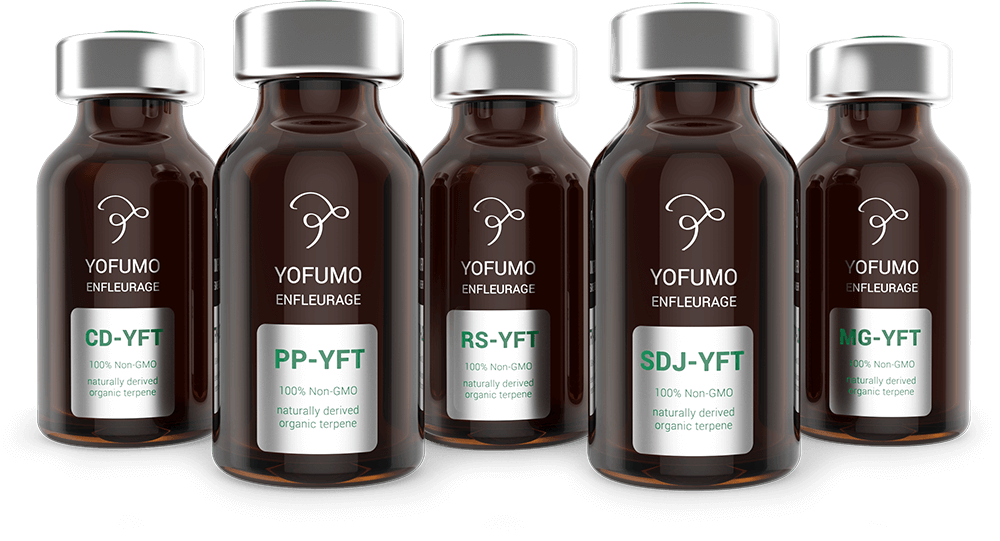 YOFUMO
ENFLEURAGE
CD-YFT
100% Non-GMO
naturally derived
organic terpene
YOFUMO
ENFLEURAGE
PP-YFT
100% Non-GMO
naturally derived
organic terpene
YOFUMO
ENFLEURAGE
RS-YFT
100% Non-GMO
naturally derived
organic terpene
YOFUMO
ENFLEURAGE
SDJ-YFT
100% Non-GMO
naturally derived
organic terpene
YOFUMO
ENFLEURAGE
MG-YFT
100% Non-GMO
naturally derived
organic terpene